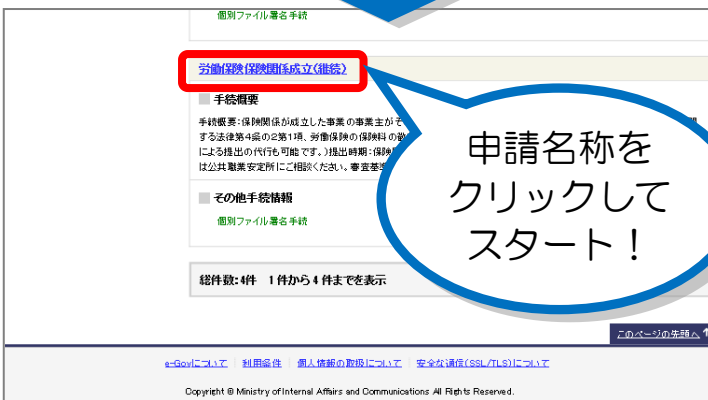 個別ファイル署名手続
労働保険保険関係成立(継続)
手続概要
手続概要:保険関係が成立した事業の事業主がそ
する法律第4条の2第1項、労働保険の保険料の徴
による提出の代行も可能です。)提出時期:保険
は公共職業安定所にご相談ください。審査基
その他手続情報
個別ファイル署名手続
申請名称を
クリックして
スタート！
総件数:4件 1件から4件までを表示
このページの先頭へ
e-Govについて
利用条件
個人情報の取扱について
安全な通信(SSL/TLS)について
Copyright © Ministry of Internal Affairs and Communications All Rights Reserved.